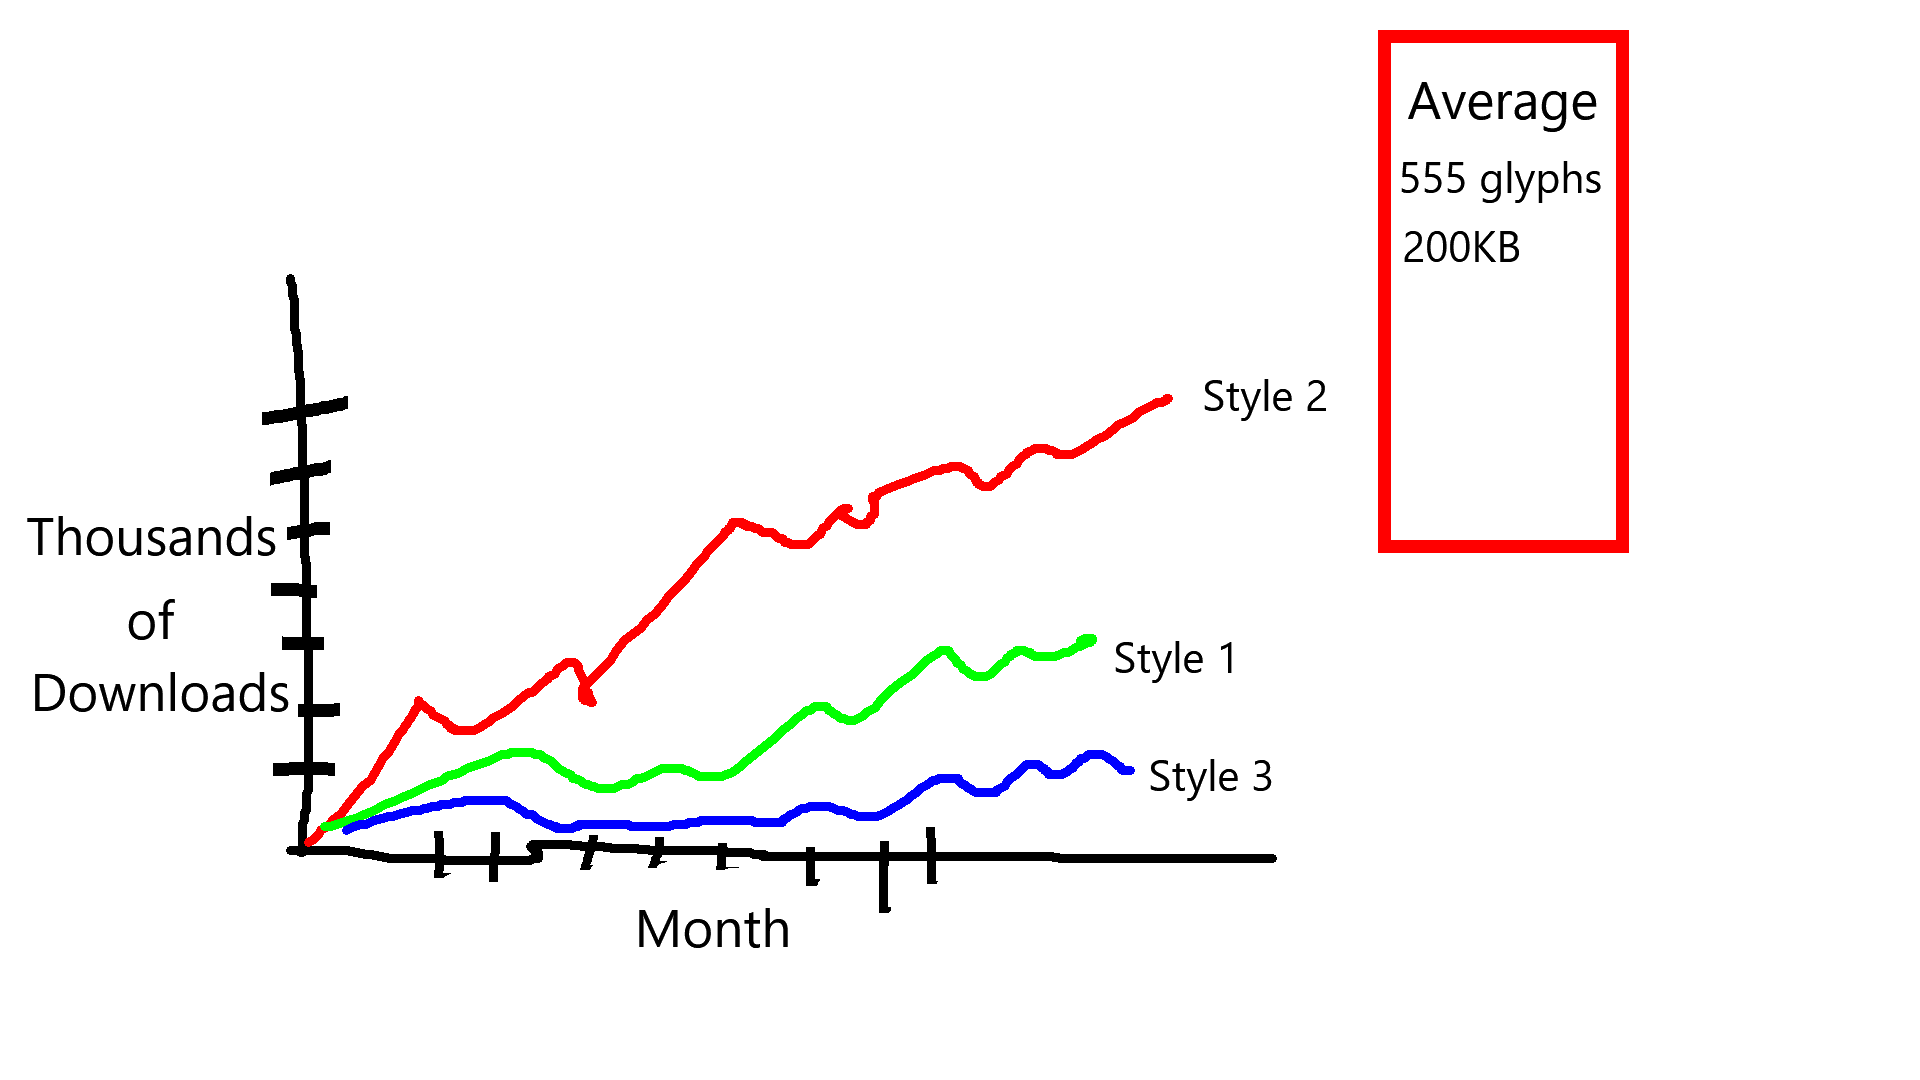 Average
555 glyphs
200KB
Style 2
Thousands
of
Downloads
Style 1
Style 3
Month